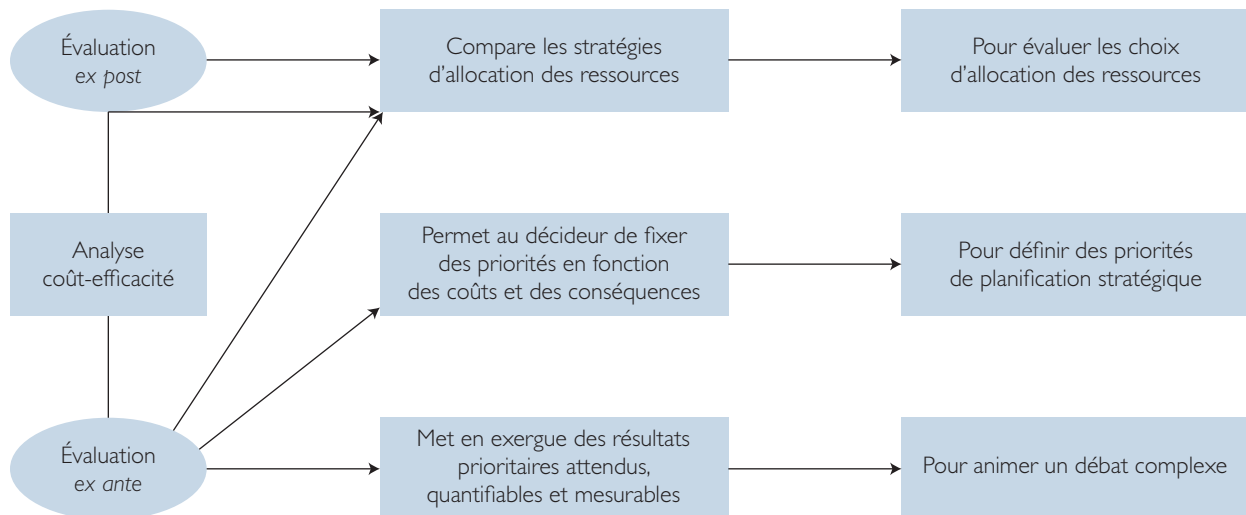 Évaluation
ex post
Compare les stratégies
d’allocation des ressources
Pour évaluer les choix
d’allocation des ressources
Analyse
coût-efficacité
Permet au décideur de fixer
des priorités en fonction
des coûts et des conséquences
Pour définir des priorités
de planification stratégique
Évaluation
ex ante
Met en exergue des résultats
prioritaires attendus,
quantifiables et mesurables
Pour animer un débat complexe